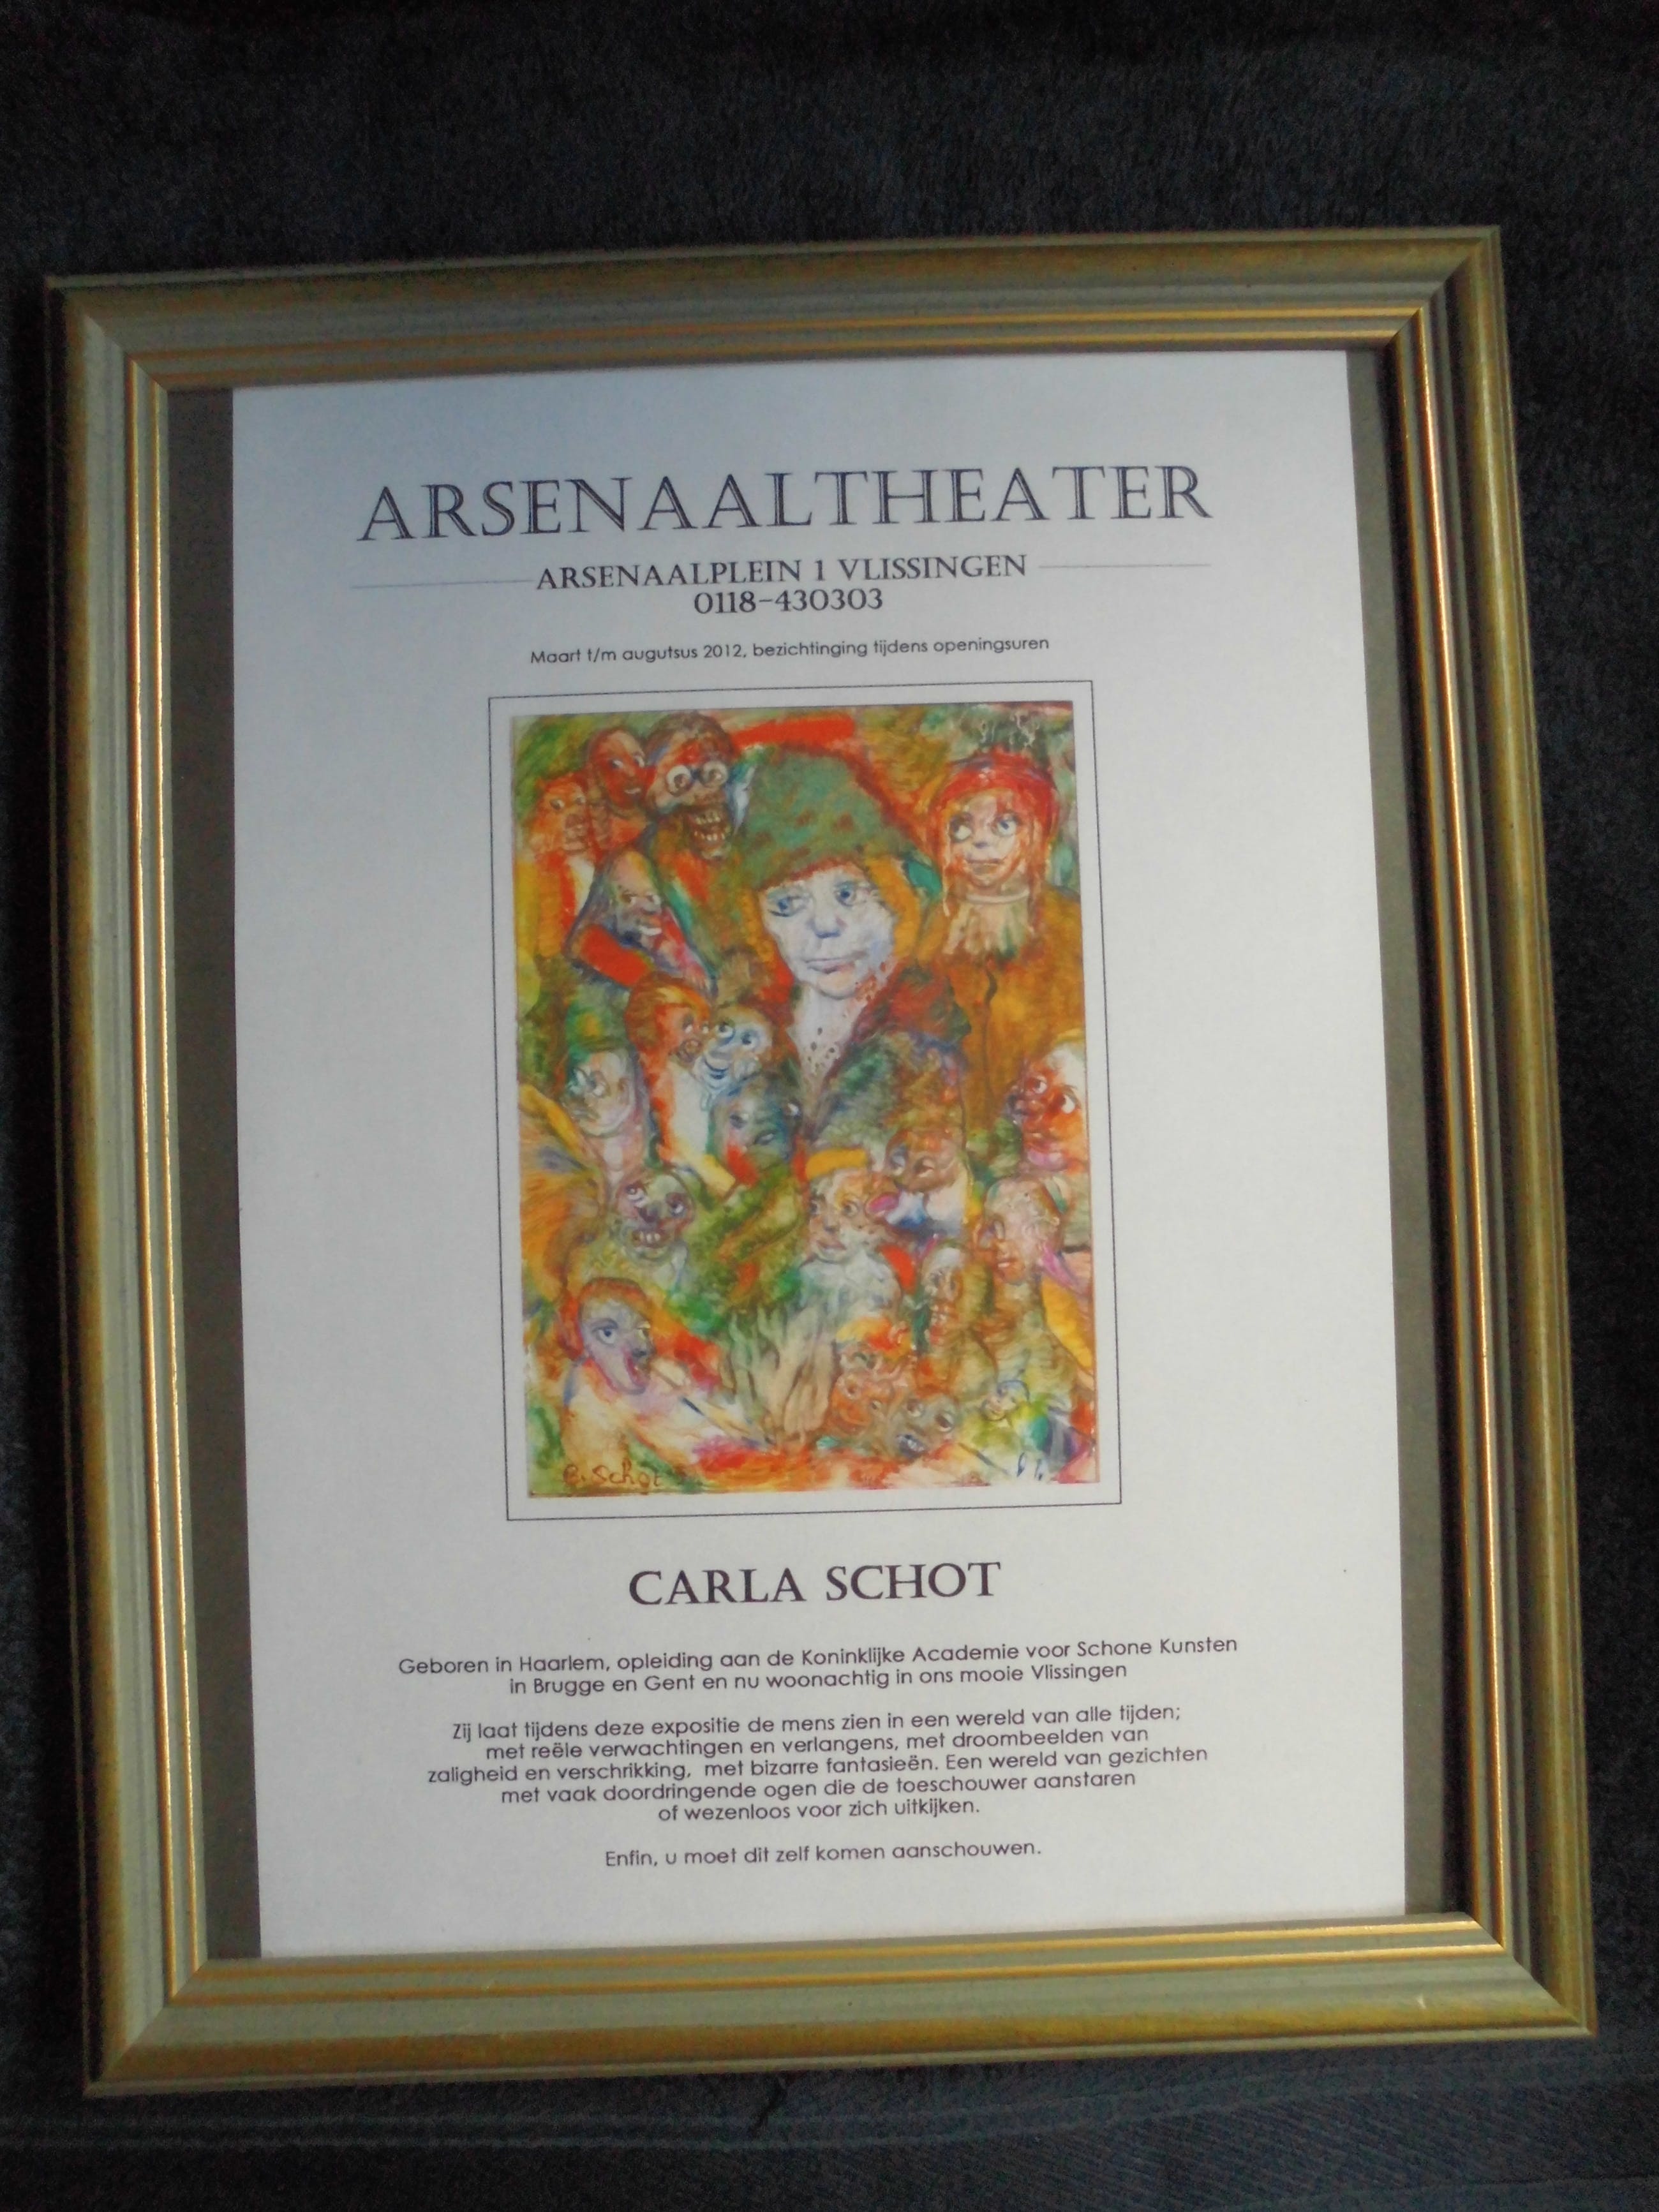 ARSENAALTHEATER
ARSENAALPLEIN 1 VLISSINGEN
0118-430303
Maart t/m augutsus 2012, bezichtinging tijdens openingsuren
C. Schot
CARLA SCHOT
Geboren in Haarlem, opleiding aan de Koninklijke Academie voor Schone Kunsten
in Brugge en Gent en nu woonachtig in ons mooie Vlissingen
Zij laat tijdens deze expositie de mens zien in een wereld van alle tijden;
met reële verwachtingen en verlangens, met droombeelden van
zaligheid en verschrikking, met bizarre fantasieën. Een wereld van gezichten
met vaak doordringende ogen die de toeschouwer aanstaren
of wezenloos voor zich uitkijken.
Enfin, u moet dit zelf komen aanschouwen.